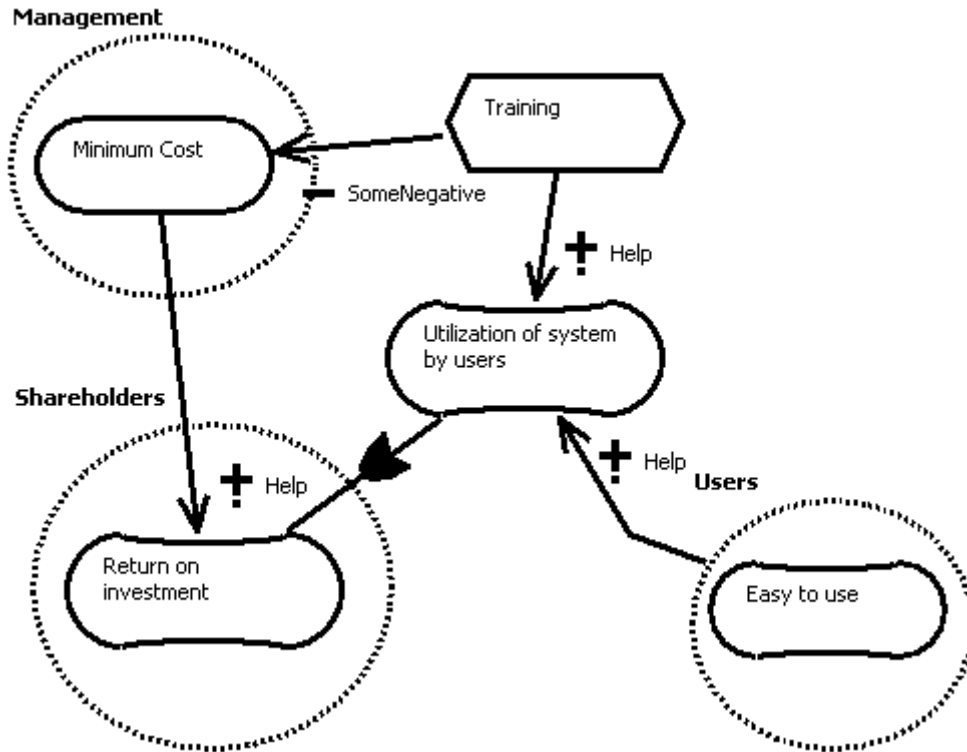 Management
Training
Minimum Cost
SomeNegative
Help
Utilization of system
by users
Shareholders
Help
Users
Help
Return on
investment
Easy to use